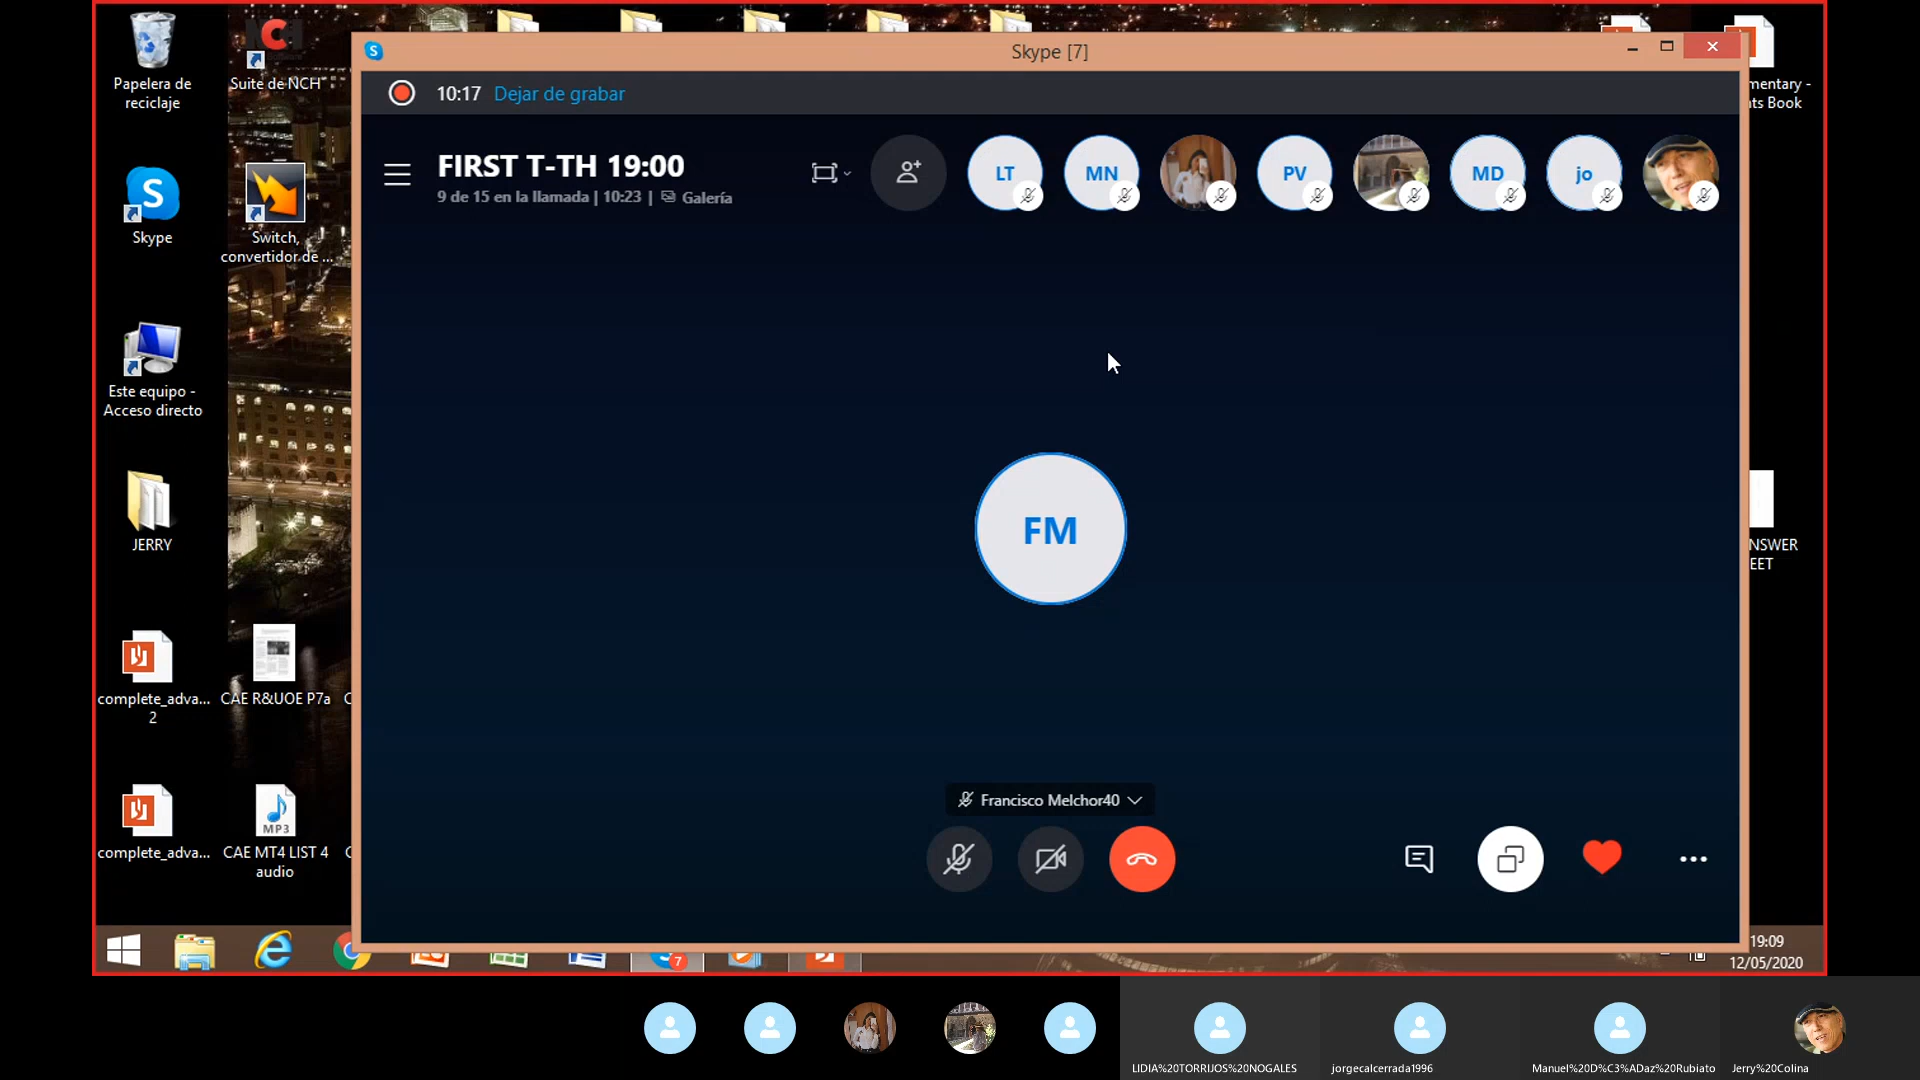 Skype [7]
10:17 Dejar de grabar
FIRST T-TH 19:00
9 de 15 en la llamada | 10:23 | Galería
LT
MN
PV
MD
jo
FM
Francisco Melchor40
Papelera de
reciclaje
Suite de NCH
Skype
Switch,
convertidor de ...
Este equipo -
Acceso directo
JERRY
complete_adva...
2
CAE R&UOE P7a
complete_adva...
CAE MT4 LIST 4
audio
MP3
mentary -
ts Book
NSWER
EET
7
19:09
12/05/2020
LIDIA%20TORRIJOS%20NOGALES
jorgecalcerrada1996
Manuel%20D%C3%ADaz%20Rubiato
Jerry%20Colina